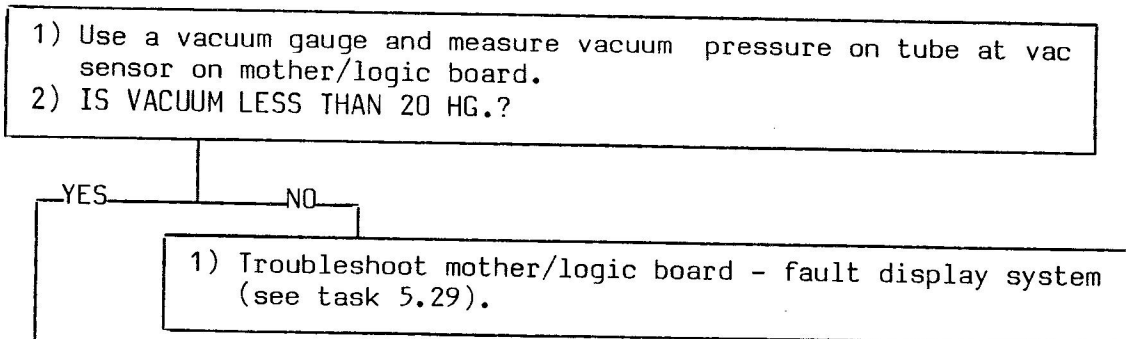 1) Use a vacuum gauge and measure vacuum pressure on tube at vac
sensor on mother/logic board.
2) IS VACUUM LESS THAN 20 HG.?
YES NO
1) Troubleshoot mother/logic board - fault display system
(see task 5.29).